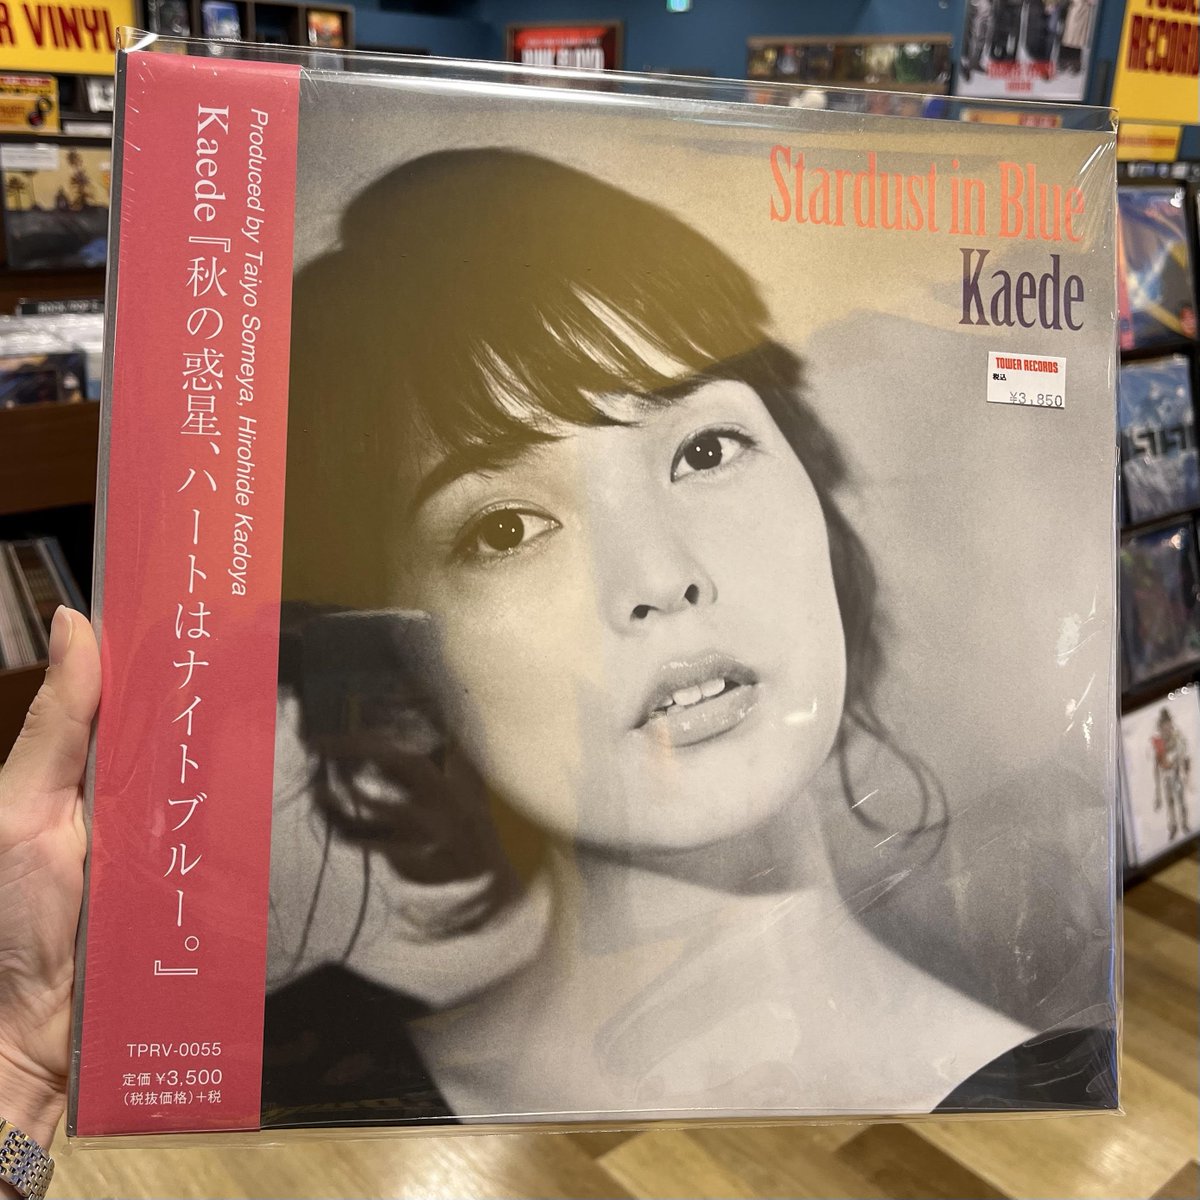 R VINYL
TOWER
RECORDS
Produced by Taiyo Someya, Hirohide Kadoya
Kaede『秋の惑星、ハートはナイトブルー。』
TPRV-0055
定価 ¥3,500
(税抜価格)+税
Stardust in Blue
Kaede
TOWER RECORDS
税込
¥3,850